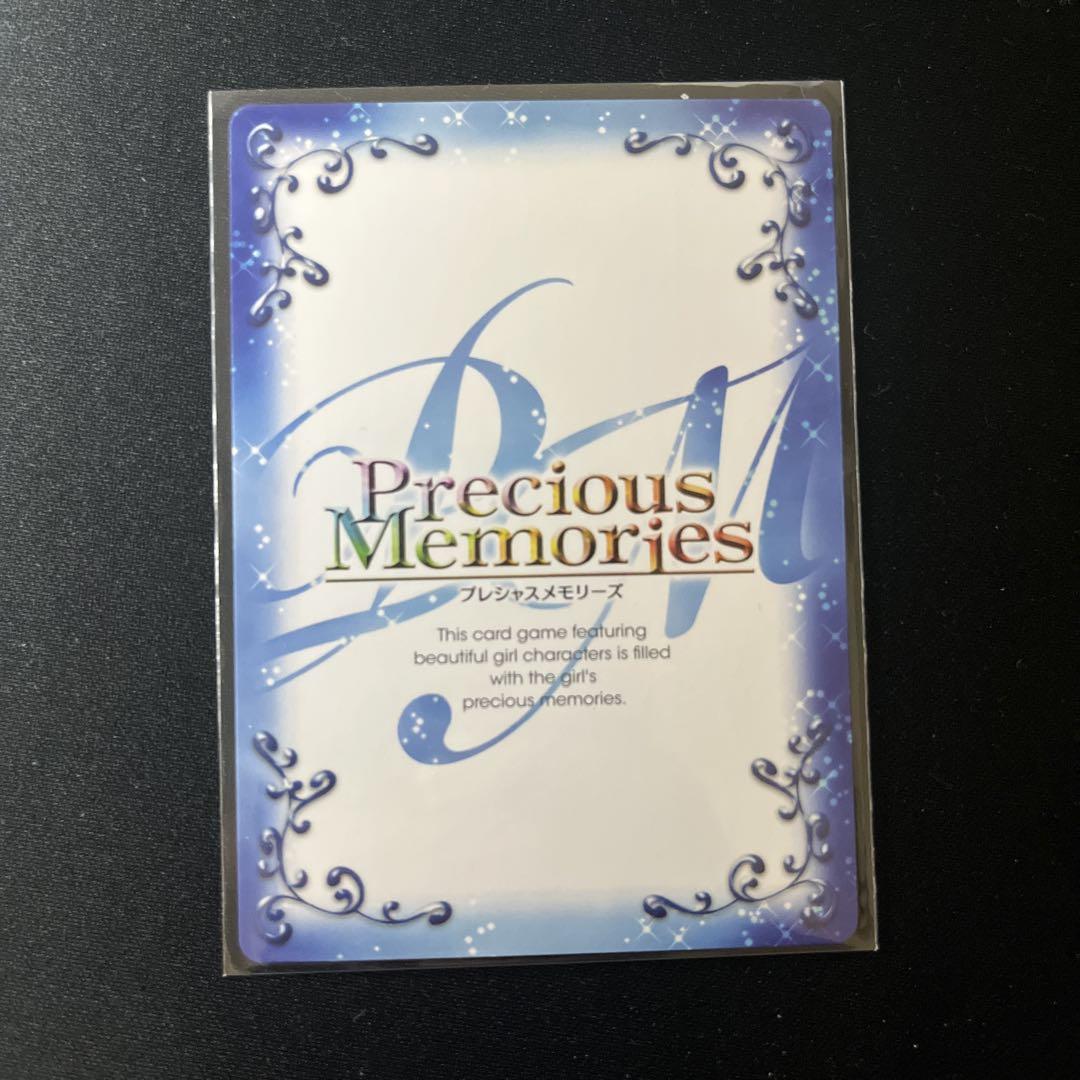 PM
Precious
Memories
プレシャスメモリーズ
This card game featuring
beautiful girl characters is filled
with the girl's
precious memories.